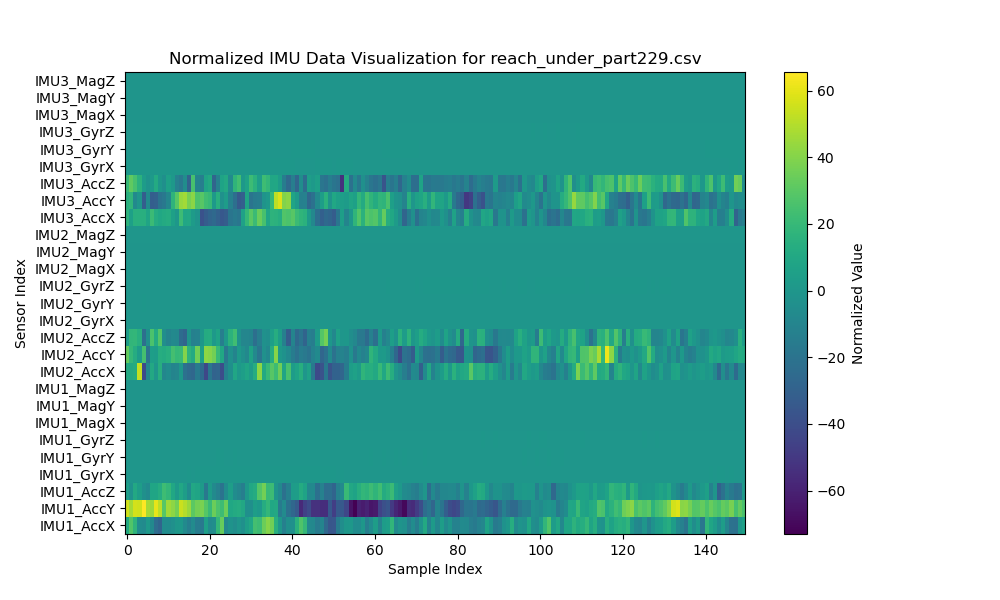 Normalized IMU Data Visualization for reach_under_part229.csv
IMU3_MagZ
IMU3_MagY
IMU3_MagX
IMU3_GyrZ
IMU3_GyrY
IMU3_GyrX
IMU3_AccZ
IMU3_AccY
IMU3_AccX
IMU2_MagZ
IMU2_MagY
IMU2_MagX
IMU2_GyrZ
IMU2_GyrY
IMU2_GyrX
IMU2_AccZ
IMU2_AccY
IMU2_AccX
IMU1_MagZ
IMU1_MagY
IMU1_MagX
IMU1_GyrZ
IMU1_GyrY
IMU1_GyrX
IMU1_AccZ
IMU1_AccY
IMU1_AccX
Sensor Index
0 20 40 60 80 100 120 140
Sample Index
60
40
20
0
−20
−40
−60
Normalized Value